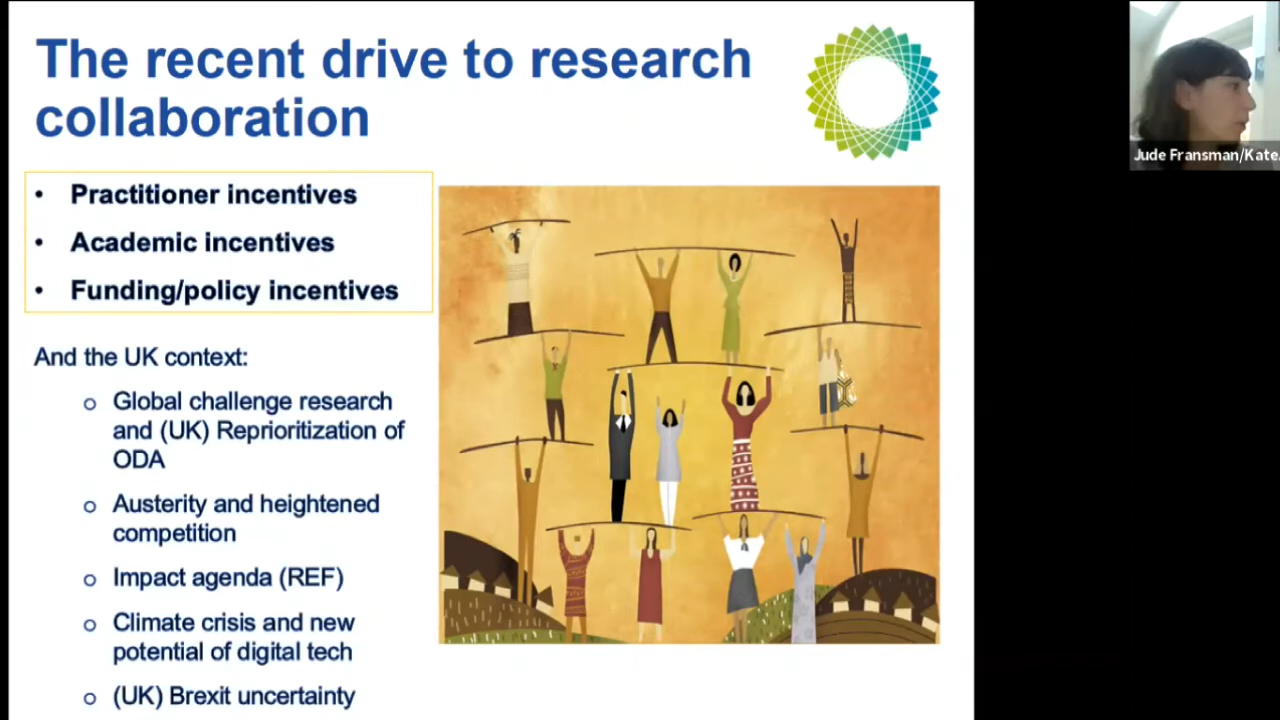 The recent drive to research
collaboration
• Practitioner incentives
• Academic incentives
• Funding/policy incentives
And the UK context:
o Global challenge research
and (UK) Reprioritization of
ODA
o Austerity and heightened
competition
o Impact agenda (REF)
o Climate crisis and new
potential of digital tech
o (UK) Brexit uncertainty
Jude Fransman/Kate.